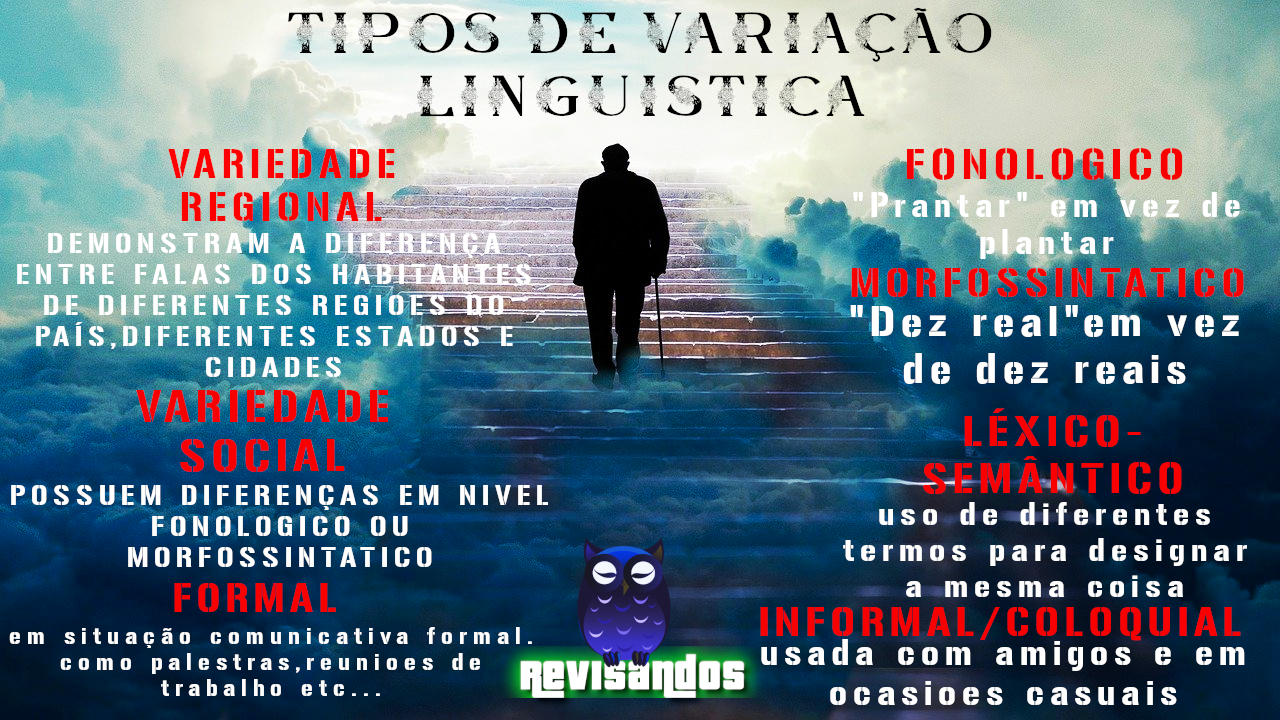 TIPOS DE VARIAÇÃO
LINGUISTICA
VARIEDADE
REGIONAL
DEMONSTRAM A DIFERENÇA
ENTRE FALAS DOS HABITANTES
DE DIFERENTES REGIÕES DO
PAÍS,DIFERENTES ESTADOS E
CIDADES
VARIEDADE
SOCIAL
POSSUEM DIFERENÇAS EM NIVEL
FONOLOGICO OU
MORFOSSINTATICO
FORMAL
em situação comunicativa formal.
como palestras,reunioes de
trabalho etc...
FONOLOGICO
"Prantar" em vez de
plantar
MORFOSSINTATICO
"Dez real"em vez
de dez reais
LÉXICO-
SEMÂNTICO
uso de diferentes
termos para designar
a mesma coisa
INFORMAL/COLOQUIAL
usada com amigos e em
ocasioes casuais
REVISANDOS